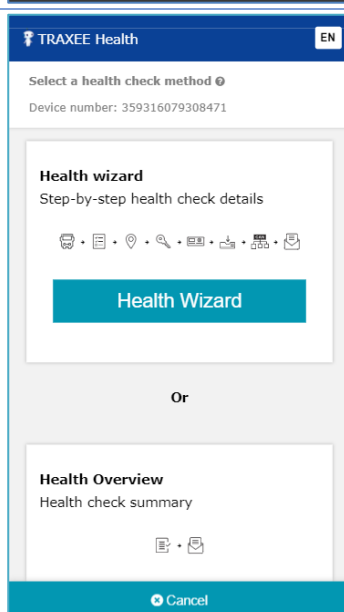 TRAXEE Health
EN
Select a health check method
Device number: 359316079308471
Health wizard
Step-by-step health check details
Health Wizard
Or
Health Overview
Health check summary
Cancel